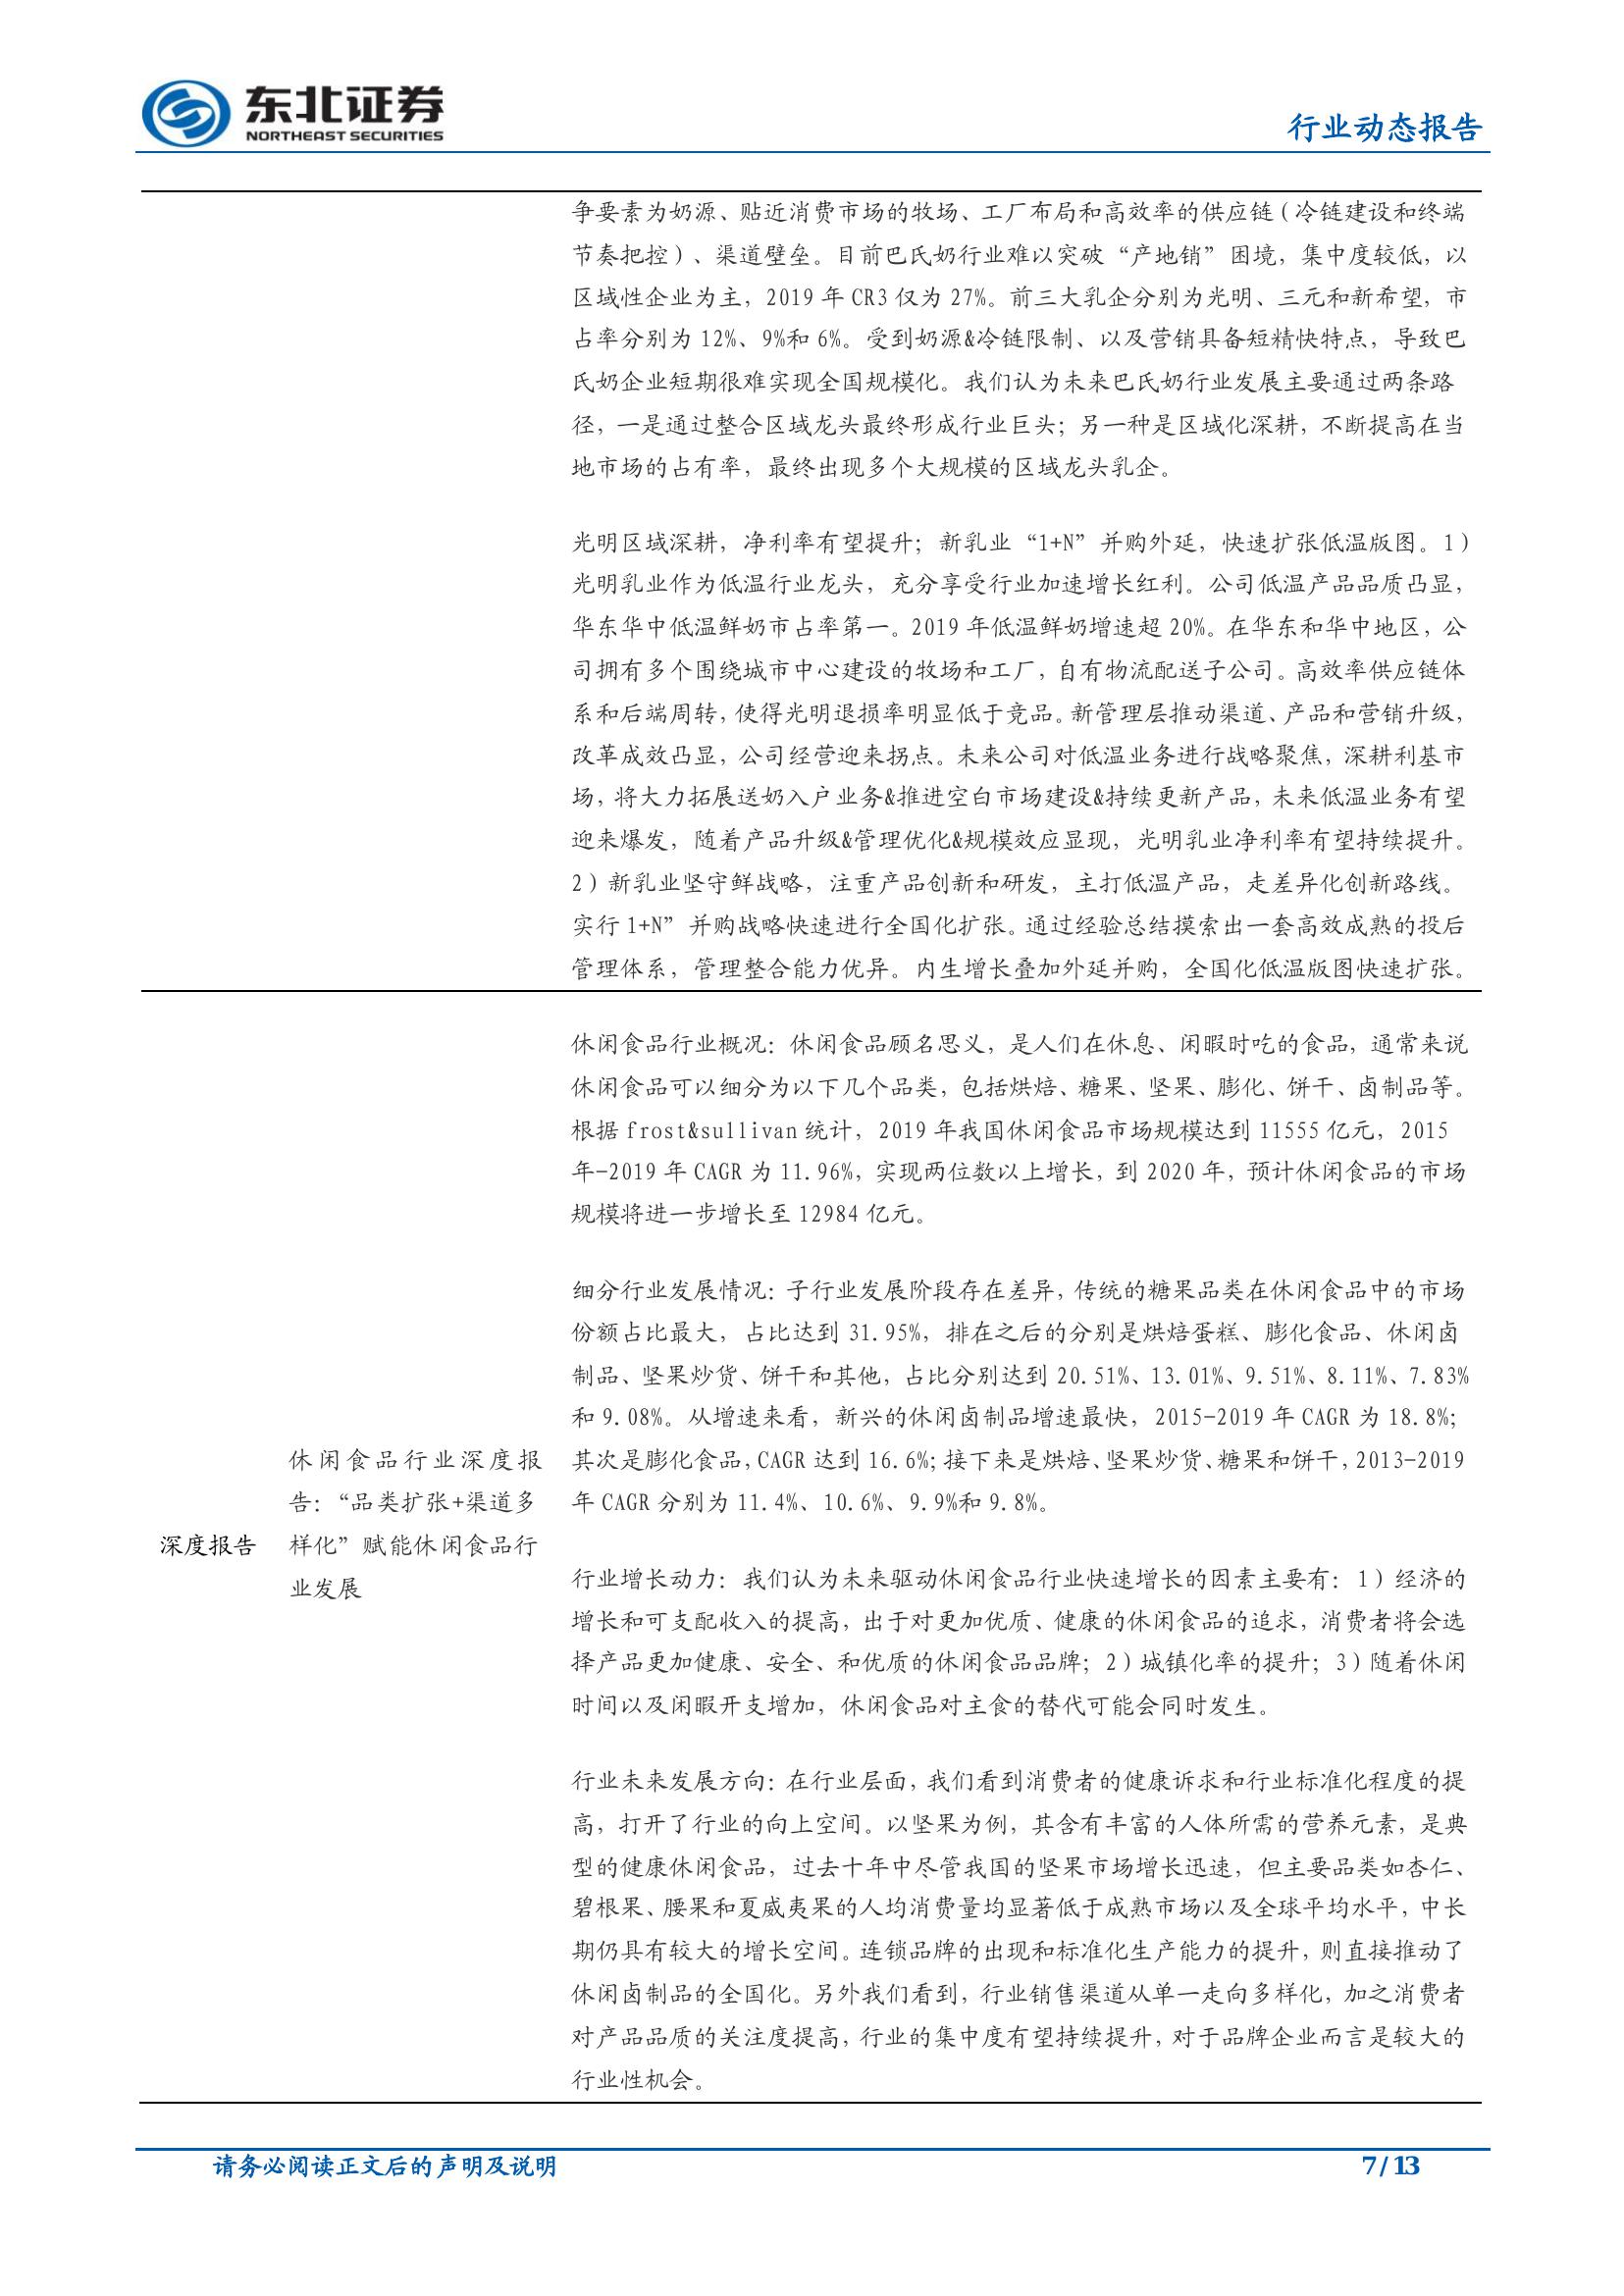 东北证券
NORTHEAST SECURITIES
行业动态报告
争要素为奶源、贴近消费市场的牧场、工厂布局和高效率的供应链（冷链建设和终端
节奏把控）、渠道壁垒。目前巴氏奶行业难以突破“产地销”困境，集中度较低，以
区域性企业为主，2019 年 CR3 仅为 27%。前三大乳企分别为光明、三元和新希望，市
占率分别为 12%、9%和 6%。受到奶源&冷链限制、以及营销具备短精快特点，导致巴
氏奶企业短期很难实现全国规模化。我们认为未来巴氏奶行业发展主要通过两条路
径，一是通过整合区域龙头最终形成行业巨头；另一种是区域化深耕，不断提高在当
地市场的占有率，最终出现多个大规模的区域龙头乳企。
光明区域深耕，净利率有望提升；新乳业“1+N”并购外延，快速扩张低温版图。1）
光明乳业作为低温行业龙头，充分享受行业加速增长红利。公司低温产品品质凸显，
华东华中低温鲜奶市占率第一。2019 年低温鲜奶增速超 20%。在华东和华中地区，公
司拥有多个围绕城市中心建设的牧场和工厂，自有物流配送子公司。高效率供应链体
系和后端周转，使得光明退损率明显低于竞品。新管理层推动渠道、产品和营销升级，
改革成效凸显，公司经营迎来拐点。未来公司对低温业务进行战略聚焦，深耕利基市
场，将大力拓展送奶入户业务&推进空白市场建设&持续更新产品，未来低温业务有望
迎来爆发，随着产品升级&管理优化&规模效应显现，光明乳业净利率有望持续提升。
2）新乳业坚守鲜战略，注重产品创新和研发，主打低温产品，走差异化创新路线。
实行 1+N”并购战略快速进行全国化扩张。通过经验总结摸索出一套高效成熟的投后
管理体系，管理整合能力优异。内生增长叠加外延并购，全国化低温版图快速扩张。
深度报告
休闲食品行业深度报
告：“品类扩张+渠道多
样化”赋能休闲食品行
业发展
休闲食品行业概况：休闲食品顾名思义，是人们在休息、闲暇时吃的食品，通常来说
休闲食品可以细分为以下几个品类，包括烘焙、糖果、坚果、膨化、饼干、卤制品等。
根据 frost&sullivan 统计，2019 年我国休闲食品市场规模达到 11555 亿元，2015
年-2019 年 CAGR 为 11.96%，实现两位数以上增长，到 2020 年，预计休闲食品的市场
规模将进一步增长至 12984 亿元。
细分行业发展情况：子行业发展阶段存在差异，传统的糖果品类在休闲食品中的市场
份额占比最大，占比达到 31.95%，排在之后的分别是烘焙蛋糕、膨化食品、休闲卤
制品、坚果炒货、饼干和其他，占比分别达到 20.51%、13.01%、9.51%、8.11%、7.83%
和 9.08%。从增速来看，新兴的休闲卤制品增速最快，2015-2019 年 CAGR 为 18.8%；
其次是膨化食品，CAGR 达到 16.6%；接下来是烘焙、坚果炒货、糖果和饼干，2013-2019
年 CAGR 分别为 11.4%、10.6%、9.9%和 9.8%。
行业增长动力：我们认为未来驱动休闲食品行业快速增长的因素主要有：1）经济的
增长和可支配收入的提高，出于对更加优质、健康的休闲食品的追求，消费者将会选
择产品更加健康、安全、和优质的休闲食品品牌；2）城镇化率的提升；3）随着休闲
时间以及闲暇开支增加，休闲食品对主食的替代可能会同时发生。
行业未来发展方向：在行业层面，我们看到消费者的健康诉求和行业标准化程度的提
高，打开了行业的向上空间。以坚果为例，其含有丰富的人体所需的营养元素，是典
型的健康休闲食品，过去十年中尽管我国的坚果市场增长迅速，但主要品类如杏仁、
碧根果、腰果和夏威夷果的人均消费量均显著低于成熟市场以及全球平均水平，中长
期仍具有较大的增长空间。连锁品牌的出现和标准化生产能力的提升，则直接推动了
休闲卤制品的全国化。另外我们看到，行业销售渠道从单一走向多样化，加之消费者
对产品品质的关注度提高，行业的集中度有望持续提升，对于品牌企业而言是较大的
行业性机会。
请务必阅读正文后的声明及说明
7 / 13